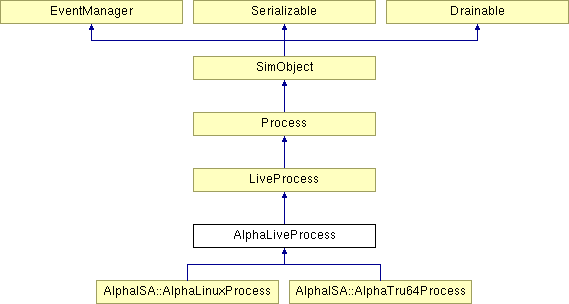 EventManager
Serializable
Drainable
SimObject
Process
LiveProcess
AlphaLiveProcess
AlphaISA::AlphaLinuxProcess
AlphaISA::AlphaTru64Process